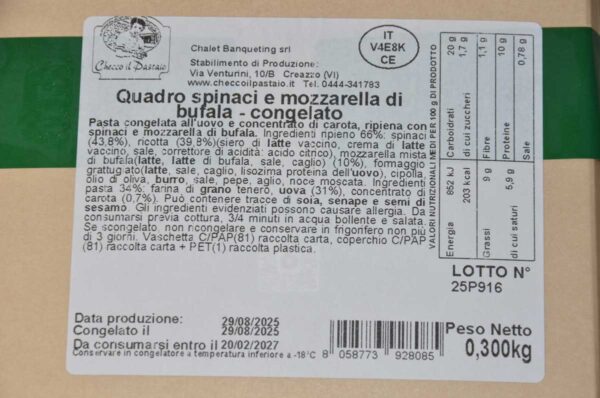 Checco il Pastaio
Chalet Banqueting srl
Stabilimento di Produzione:
Via Venturini, 10/B Creazzo (VI)
www.checcoilpastaio.it Tel. 0444-341783
IT
V4E8K
CE
Quadro spinaci e mozzarella di
bufala - congelato
Pasta congelata all'uovo e concentrato di carota, ripiena con
spinaci e mozzarella di bufala. Ingredienti ripieno 66%: spinaci
(43,8%), ricotta (39,8%)(siero di latte vaccino, crema di latte
vaccino, sale, correttore di acidità: acido citrico), mozzarella mista
di bufala(latte, latte di bufala, sale, caglio) (10%), formaggio
grattugiato(latte, sale, caglio, lisozima proteina dell'uovo), cipolla,
olio di oliva, burro, sale, pepe, aglio, noce moscata. Ingredienti
pasta 34%: farina di grano tenero, uova (31%), concentrato di
carota (0.7%). Può contenere tracce di soia, senape e semi di
sesamo. Gli ingredienti evidenziati possono causare allergia. Da
consumarsi previa cottura, 3/4 minuti in acqua bollente e salata.
Se scongelato, non ricongelare e conservare in frigorifero non più
di 3 giorni. Vaschetta C/PAP(81) raccolta carta, coperchio C/PAP
(81) raccolta carta + PET(1) raccolta plastica.
VALORI NUTRIZIONALI MEDI PER 100 g DI PRODOTTO
Energia 852 kJ 203 kcal
Grassi 9 g
di cui saturi 5,9 g
Carboidrati 20 g
di cui zuccheri 1,7 g
Fibre 1,1 g
Proteine 10 g
Sale 0,78 g
LOTTO N°
25P916
Data produzione: 29/08/2025
Congelato il 29/08/2025
Da consumarsi entro il 20/02/2027
Conservare in congelatore a temperatura inferiore a -18°C
8 058773 928085
Peso Netto
0,300kg